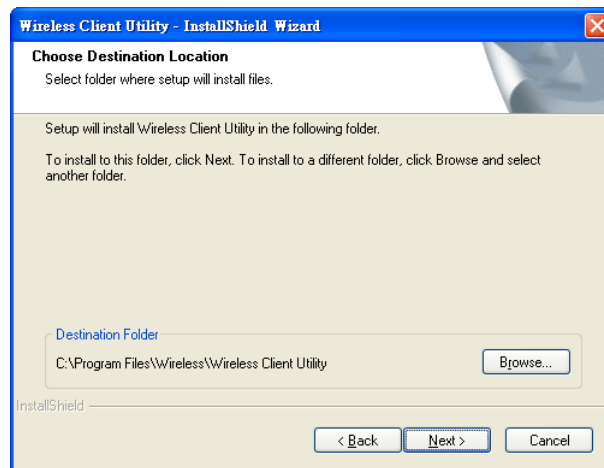 Wireless Client Utility - InstallShield Wizard
Choose Destination Location
Select folder where setup will install files.
Setup will install Wireless Client Utility in the following folder.
To install to this folder, click Next. To install to a different folder, click Browse and select
another folder.
Destination Folder
C:\Program Files\Wireless\Wireless Client Utility
Browse...
InstallShield
< Back
Next >
Cancel